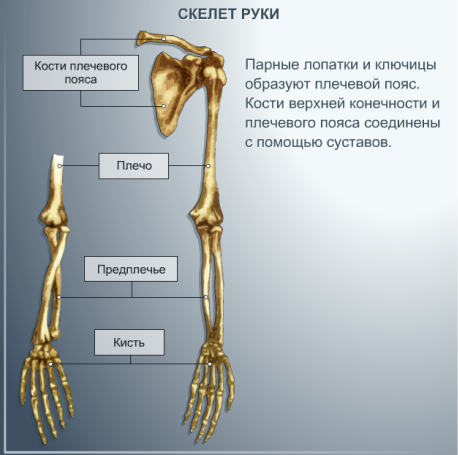 СКЕЛЕТ РУКИ
Кости плечевого
пояса
Парные лопатки и ключицы
образуют плечевой пояс.
Кости верхней конечности и
плечевого пояса соединены
с помощью суставов.
Плечо
Предплечье
Кисть